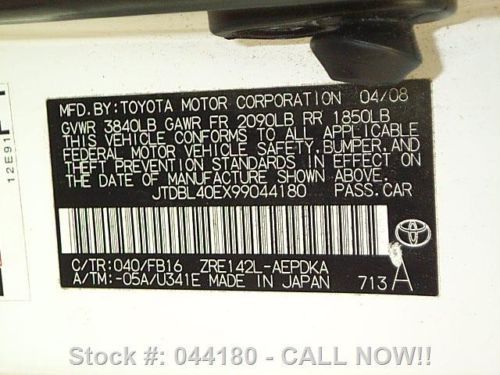 MFD. BY: TOYOTA MOTOR CORPORATION 04/08
GVWR 3840LB GAWR FR 2090LB RR 1850LB
THIS VEHICLE CONFORMS TO ALL APPLICABLE
FEDERAL MOTOR VEHICLE SAFETY, BUMPER, AND
THEFT PREVENTION STANDARDS IN EFFECT ON
THE DATE OF MANUFACTURE SHOWN ABOVE.
JTDBL40EX99044180 PASS. CAR
C/TR: 040/FB16 ZRE142L-AEPDKA
A/TM: -05A/U341E MADE IN JAPAN 713 A
12E91
Stock #: 044180 - CALL NOW!!